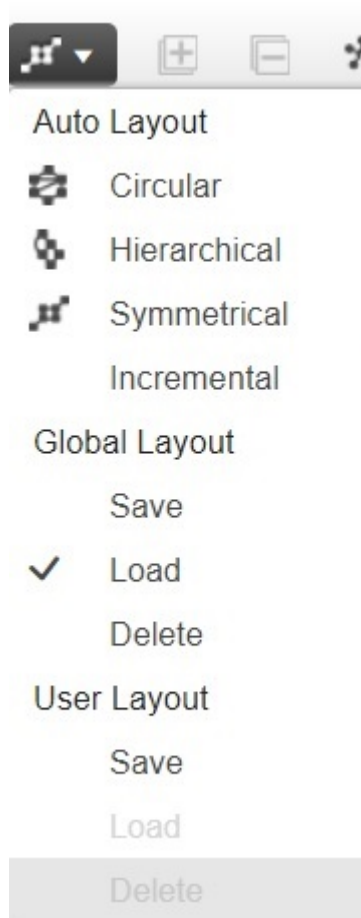 Auto Layout
Circular
Hierarchical
Symmetrical
Incremental
Global Layout
Save
Load
Delete
User Layout
Save
Load
Delete